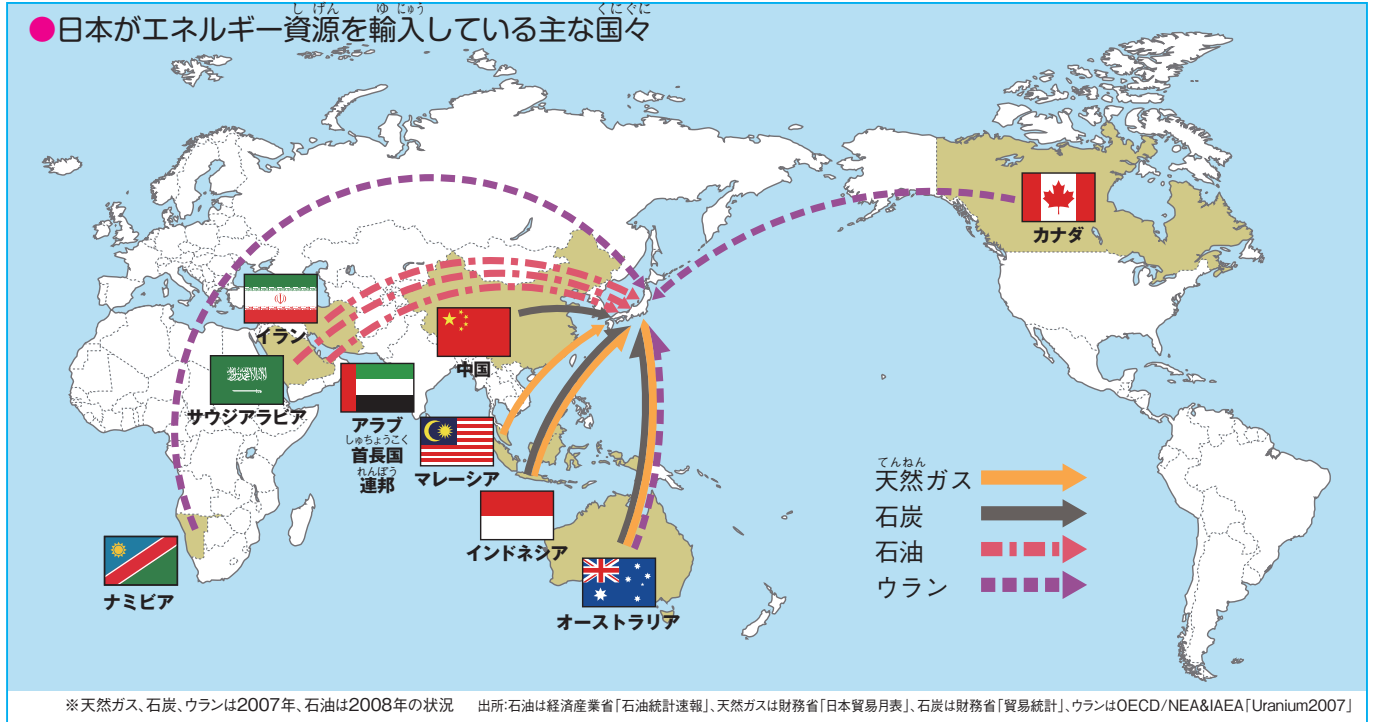 ●日本がエネルギー資源を輸入している主な国々
しげん ゆにゅう くにぐに
カナダ
イラン
サウジアラビア
アラブ
しゅちょうこく
首長国
れんぽう
連邦
中国
マレーシア
インドネシア
オーストラリア
ナミビア
てんねん
天然ガス
石炭
石油
ウラン
※天然ガス、石炭、ウランは2007年、石油は2008年の状況 出所:石油は経済産業省「石油統計速報」、天然ガスは財務省「日本貿易月表」、石炭は財務省「貿易統計」、ウランはOECD/NEA&IAEA「Uranium2007」